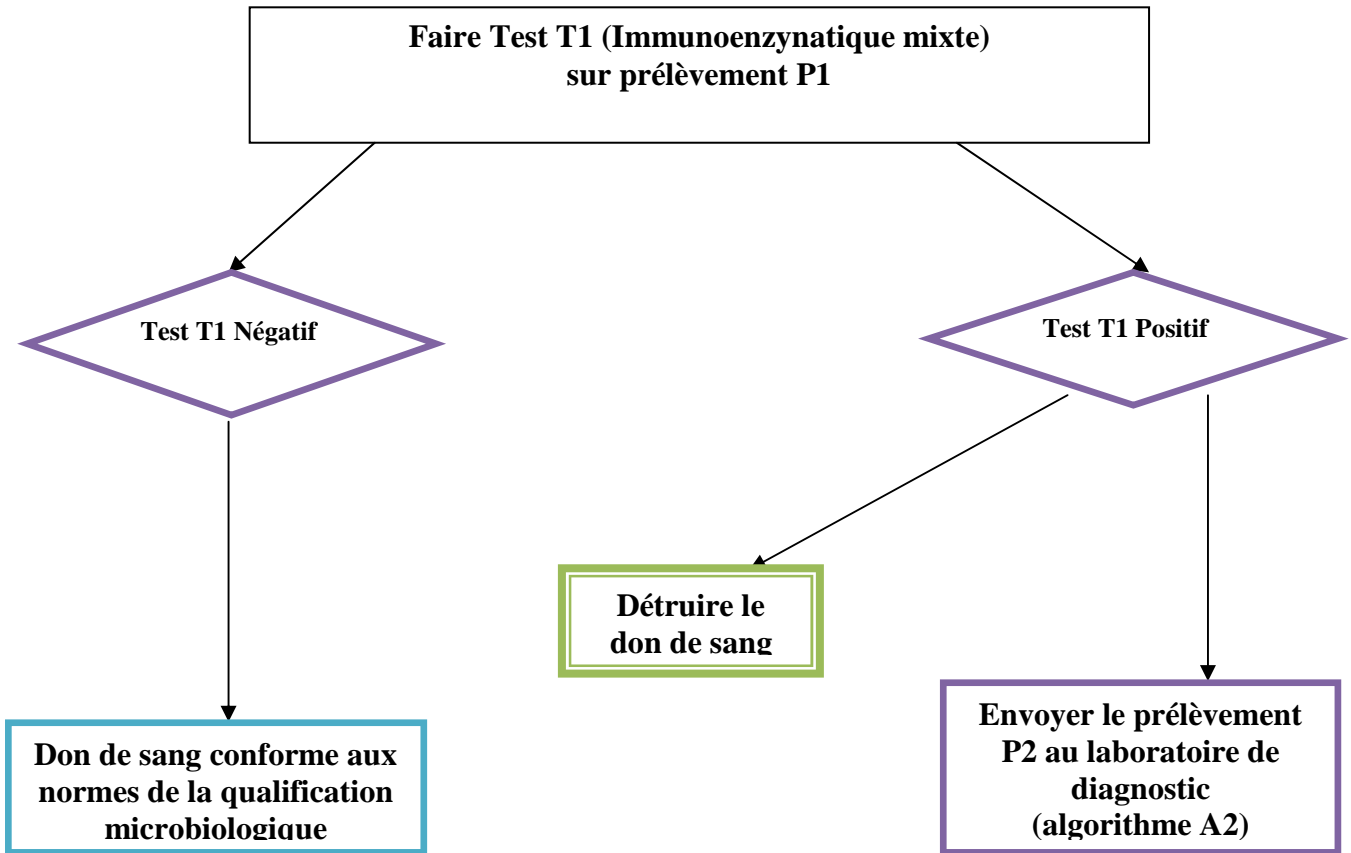 Faire Test T1 (Immunoenzynatique mixte)
sur prélèvement P1
Test T1 Négatif
Test T1 Positif
Détruire le
don de sang
Don de sang conforme aux
normes de la qualification
microbiologique
Envoyer le prélèvement
P2 au laboratoire de
diagnostic
(algorithme A2)